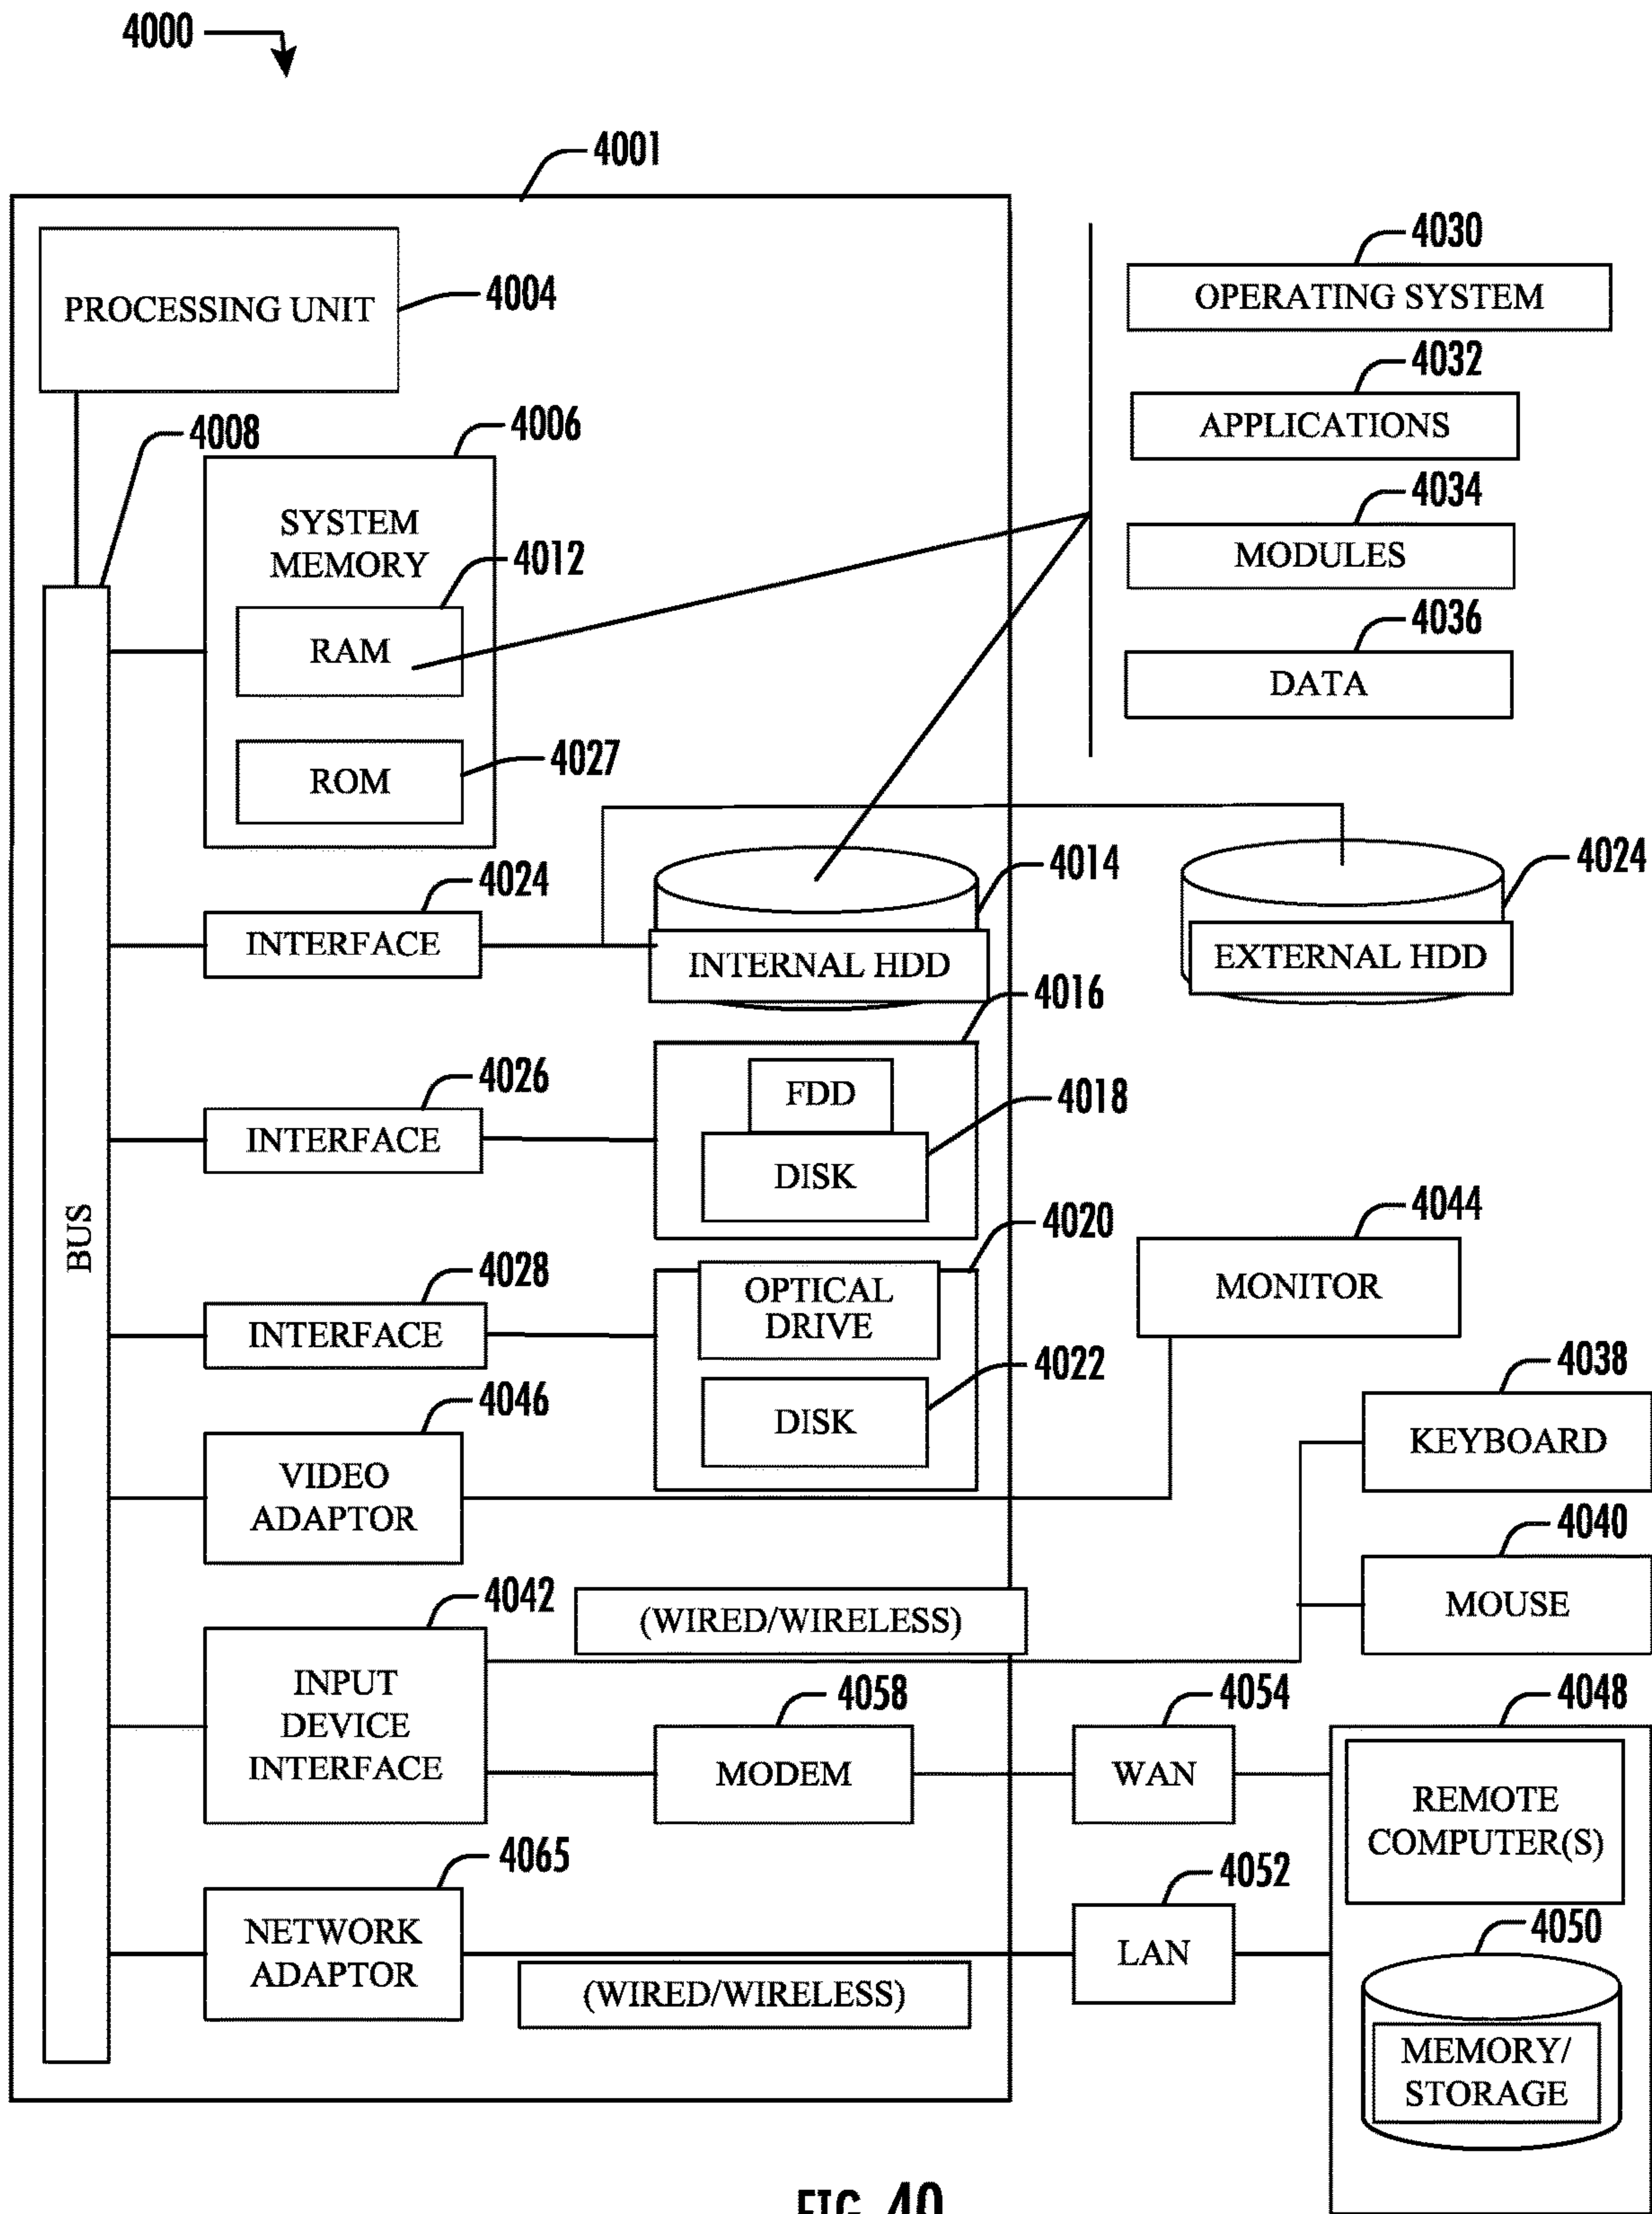 4000
4001
PROCESSING UNIT
4004
4030
OPERATING SYSTEM
4032
APPLICATIONS
4034
MODULES
4036
DATA
4008
4006
SYSTEM
MEMORY
4012
RAM
4027
ROM
BUS
4024
INTERFACE
4014
INTERNAL HDD
4024
EXTERNAL HDD
4026
INTERFACE
4016
FDD
4018
DISK
4028
INTERFACE
4020
OPTICAL
DRIVE
4022
DISK
4044
MONITOR
4046
VIDEO
ADAPTOR
4038
KEYBOARD
4040
MOUSE
4042
INPUT
DEVICE
INTERFACE
(WIRED/WIRELESS)
4058
MODEM
4054
WAN
4048
REMOTE
COMPUTER(S)
4065
NETWORK
ADAPTOR
(WIRED/WIRELESS)
4052
LAN
4050
MEMORY/
STORAGE
FIG. 40